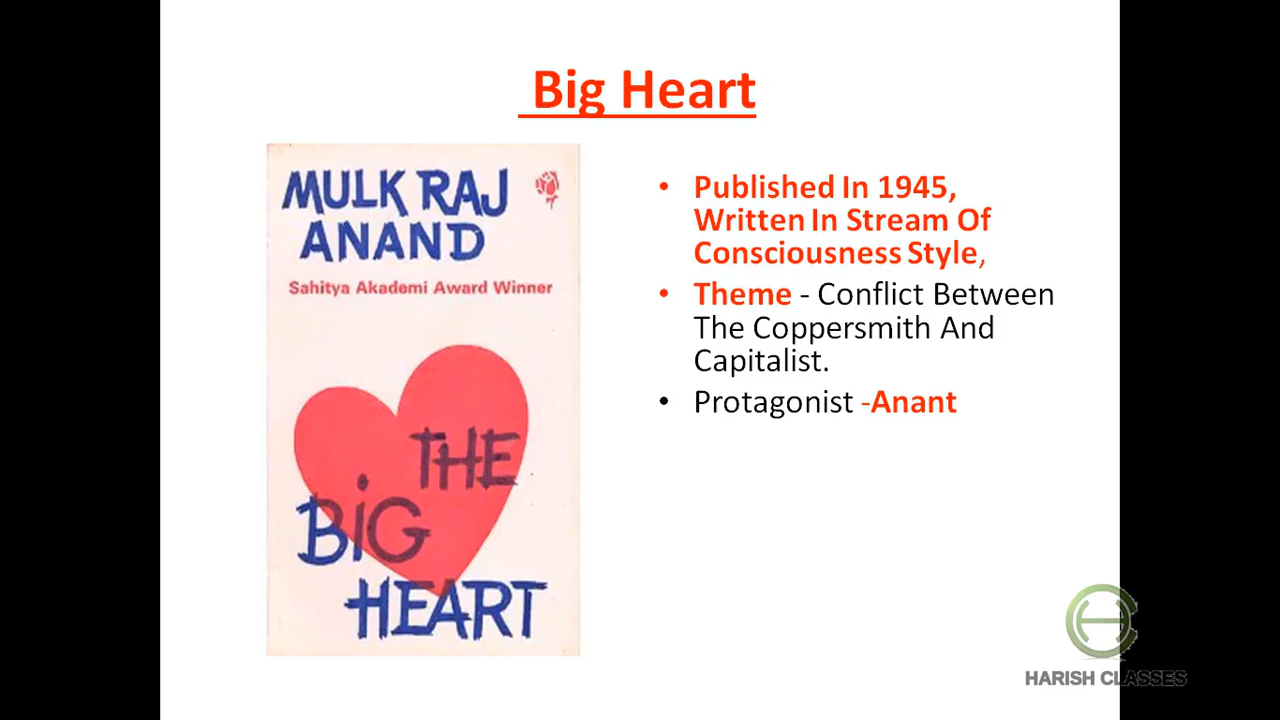 Big Heart
MULK RAJ
ANAND
Sahitya Akademi Award Winner
THE
BiG
HEART
• Published In 1945,
Written In Stream Of
Consciousness Style,
• Theme - Conflict Between
The Coppersmith And
Capitalist.
• Protagonist -Anant
HARISH CLASSES